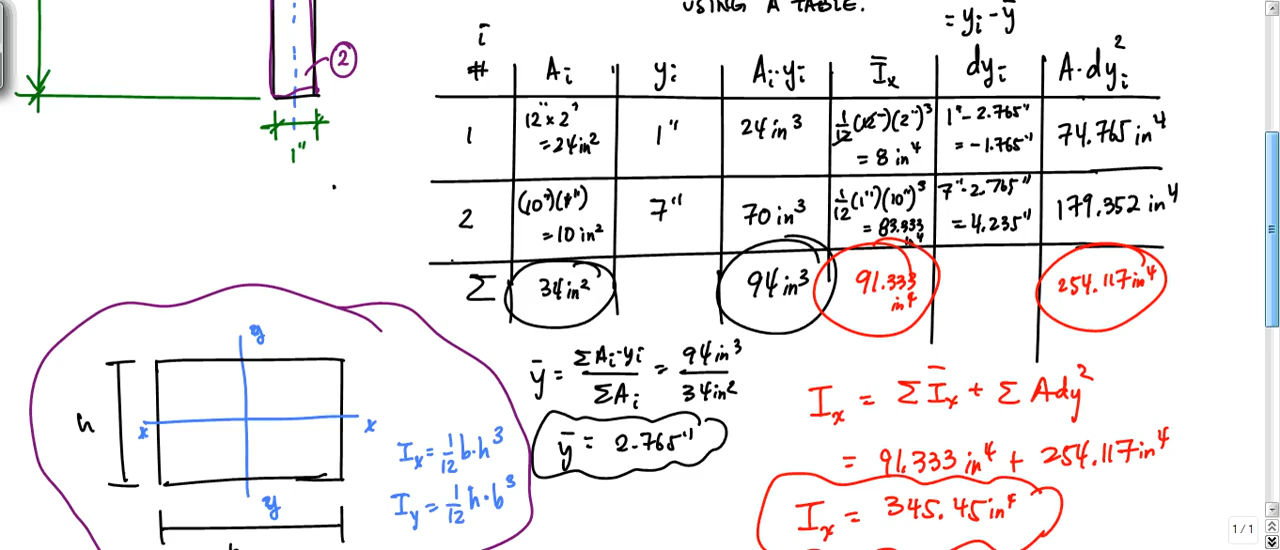 USING A TABLE.
= yᵢ - ȳ
i
# Aᵢ yᵢ Aᵢ·yᵢ Īₓ dyᵢ A·dyᵢ²
1 12" x 2" = 24 in² 1" 24 in³ 1/12 (12")(2")³ = 8 in⁴ 1" - 2.765" = -1.765" 74.765 in⁴
2 (10")(1") = 10 in² 7" 70 in³ 1/12 (1")(10")³ = 83.333 in⁴ 7" - 2.765" = 4.235" 179.352 in⁴
Σ 34 in² 94 in³ 91.333 in⁴ 254.117 in⁴
2
1"
ȳ = ΣAᵢ·yᵢ / ΣAᵢ = 94 in³ / 34 in²
ȳ = 2.765"
Iₓ = ΣĪₓ + ΣAdy²
= 91.333 in⁴ + 254.117 in⁴
Iₓ = 345.45 in⁴
y
h
x x
y
Iₓ = 1/12 b·h³
Iy = 1/12 h·b³
1 / 1